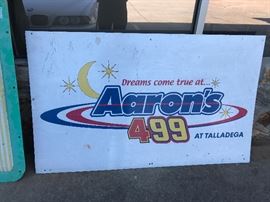 Dreams come true at...
Aaron's
499
AT TALLADEGA